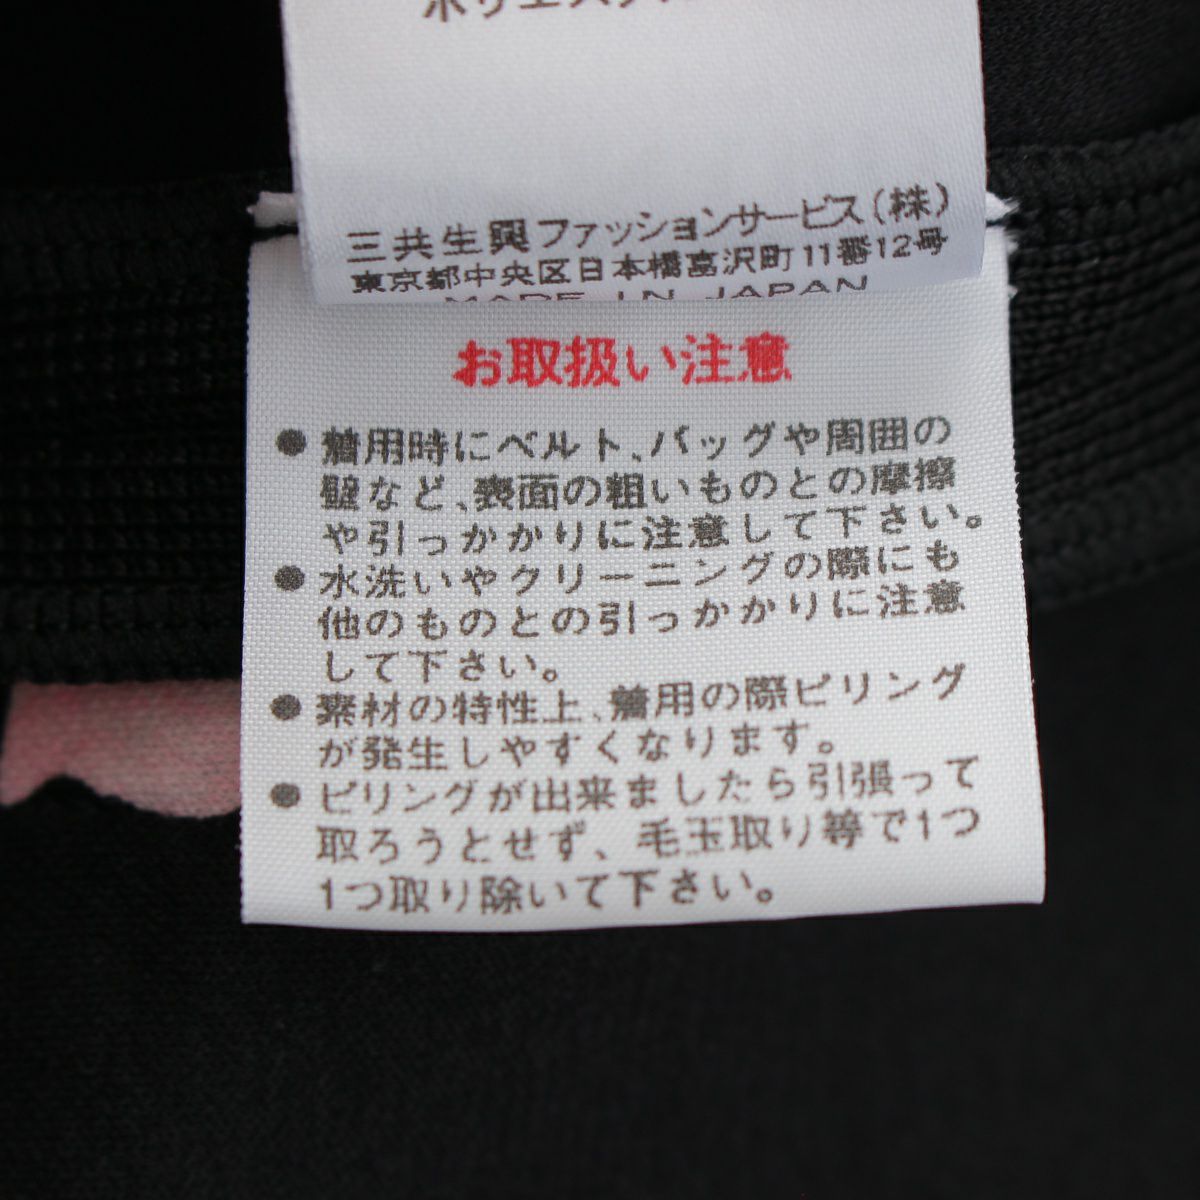 ポリエステル
三共生興ファッションサービス(株)
東京都中央区日本橋富沢町11番12号
MADE IN JAPAN
お取扱い注意
●着用時にベルト、バッグや周囲の
壁など、表面の粗いものとの摩擦
や引っかかりに注意して下さい。
●水洗いやクリーニングの際にも
他のものとの引っかかりに注意
して下さい。
●素材の特性上、着用の際ピリング
が発生しやすくなります。
●ピリングが出来ましたら引張って
取ろうとせず、毛玉取り等で1つ
1つ取り除いて下さい。